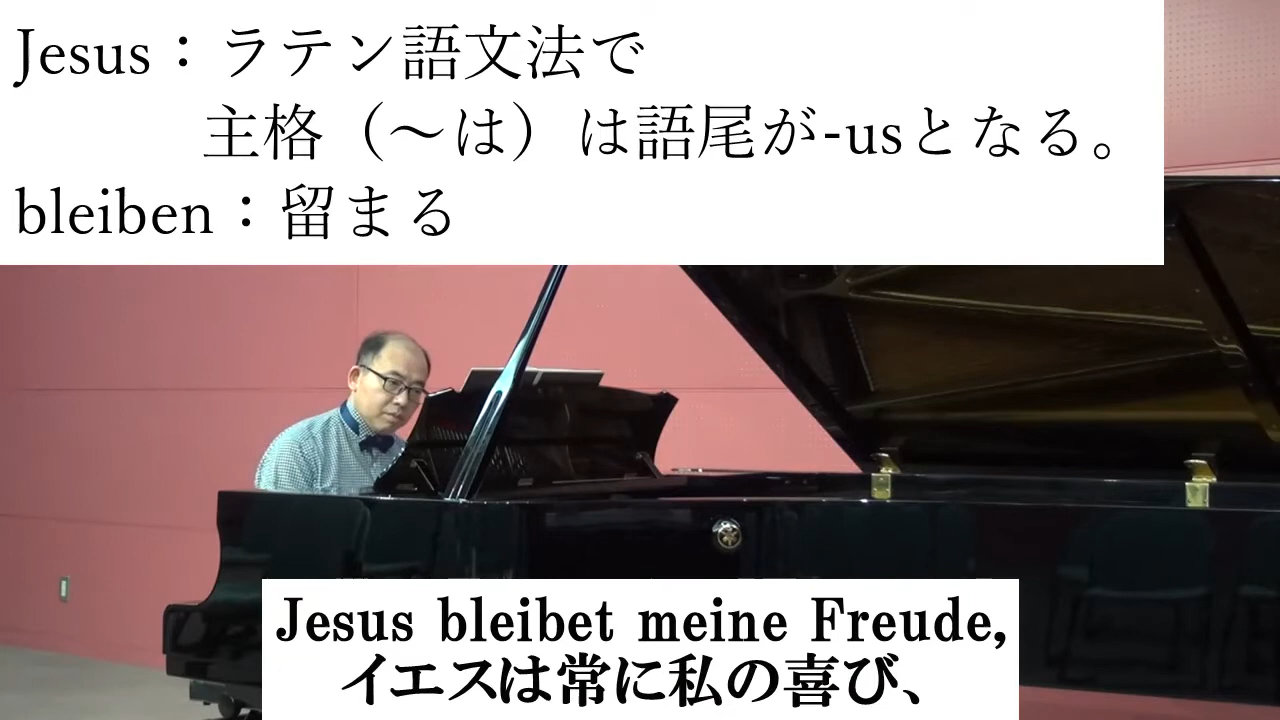 Jesus：ラテン語文法で
主格（～は）は語尾が-usとなる。
bleiben：留まる
Jesus bleibet meine Freude,
イエスは常に私の喜び、